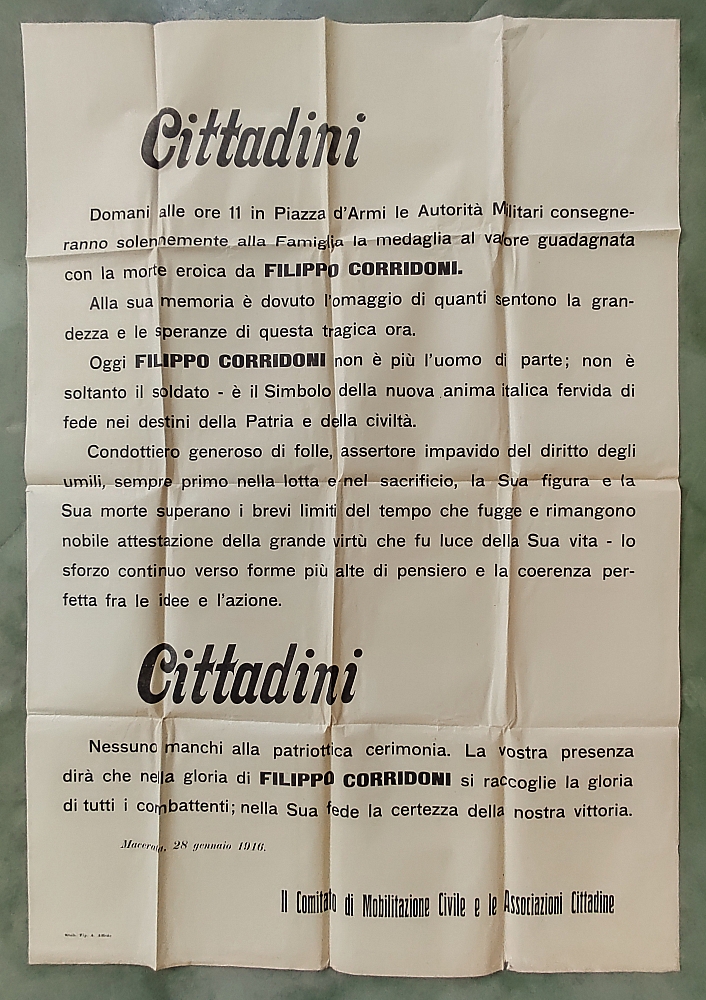 Cittadini
Domani alle ore 11 in Piazza d'Armi le Autorità Militari consegne-
ranno solennemente alla Famiglia la medaglia al valore guadagnata
con la morte eroica da FILIPPO CORRIDONI.
Alla sua memoria è dovuto l'omaggio di quanti sentono la gran-
dezza e le speranze di questa tragica ora.
Oggi FILIPPO CORRIDONI non è più l'uomo di parte; non è
soltanto il soldato - è il Simbolo della nuova anima italica fervida di
fede nei destini della Patria e della civiltà.
Condottiero generoso di folle, assertore impavido del diritto degli
umili, sempre primo nella lotta e nel sacrificio, la Sua figura e la
Sua morte superano i brevi limiti del tempo che fugge e rimangono
nobile attestazione della grande virtù che fu luce della Sua vita - lo
sforzo continuo verso forme più alte di pensiero e la coerenza per-
fetta fra le idee e l'azione.
Cittadini
Nessuno manchi alla patriottica cerimonia. La vostra presenza
dirà che nella gloria di FILIPPO CORRIDONI si raccoglie la gloria
di tutti i combattenti; nella Sua fede la certezza della nostra vittoria.
Macerata, 28 gennaio 1916.
Il Comitato di Mobilitazione Civile e le Associazioni Cittadine